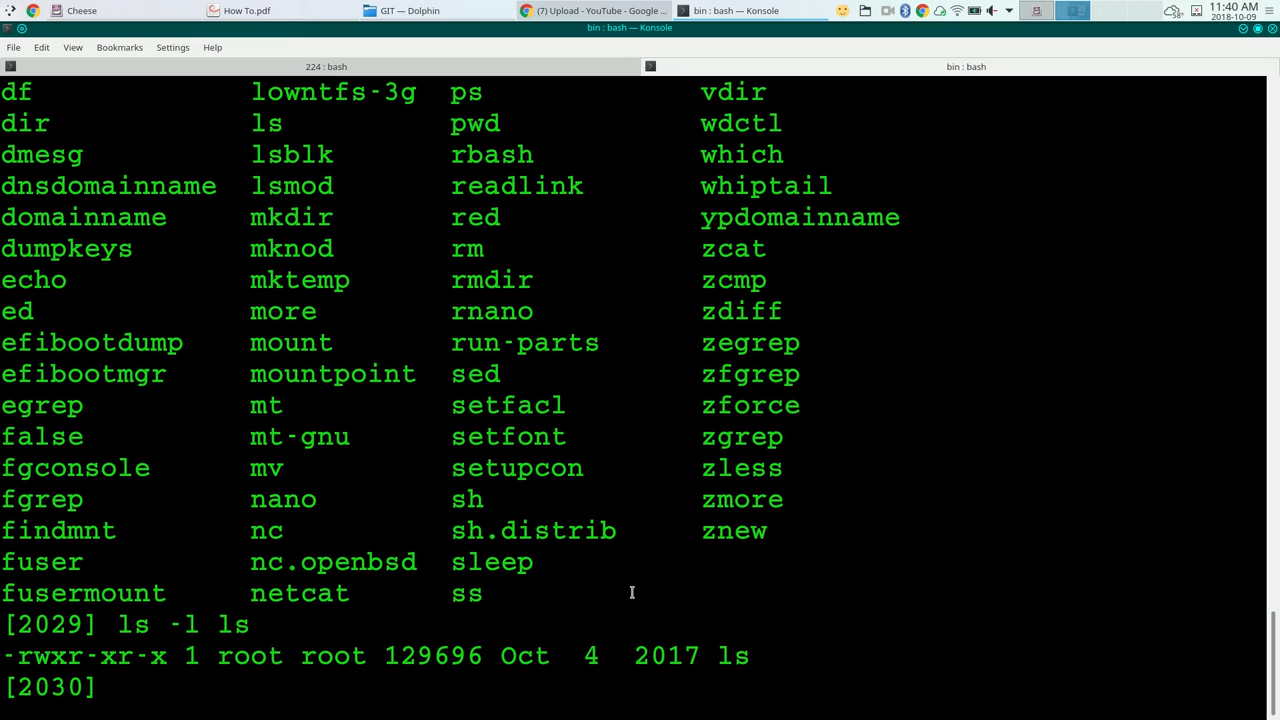 Cheese How To.pdf GIT — Dolphin (7) Upload - YouTube - Google ... bin : bash — Konsole 58° 11:40 AM
2018-10-09
bin : bash — Konsole
File Edit View Bookmarks Settings Help
224 : bash bin : bash
df lowntfs-3g ps vdir
dir ls pwd wdctl
dmesg lsblk rbash which
dnsdomainname lsmod readlink whiptail
domainname mkdir red ypdomainname
dumpkeys mknod rm zcat
echo mktemp rmdir zcmp
ed more rnano zdiff
efibootdump mount run-parts zegrep
efibootmgr mountpoint sed zfgrep
egrep mt setfacl zforce
false mt-gnu setfont zgrep
fgconsole mv setupcon zless
fgrep nano sh zmore
findmnt nc sh.distrib znew
fuser nc.openbsd sleep
fusermount netcat ss
[2029] ls -l ls
-rwxr-xr-x 1 root root 129696 Oct  4  2017 ls
[2030]